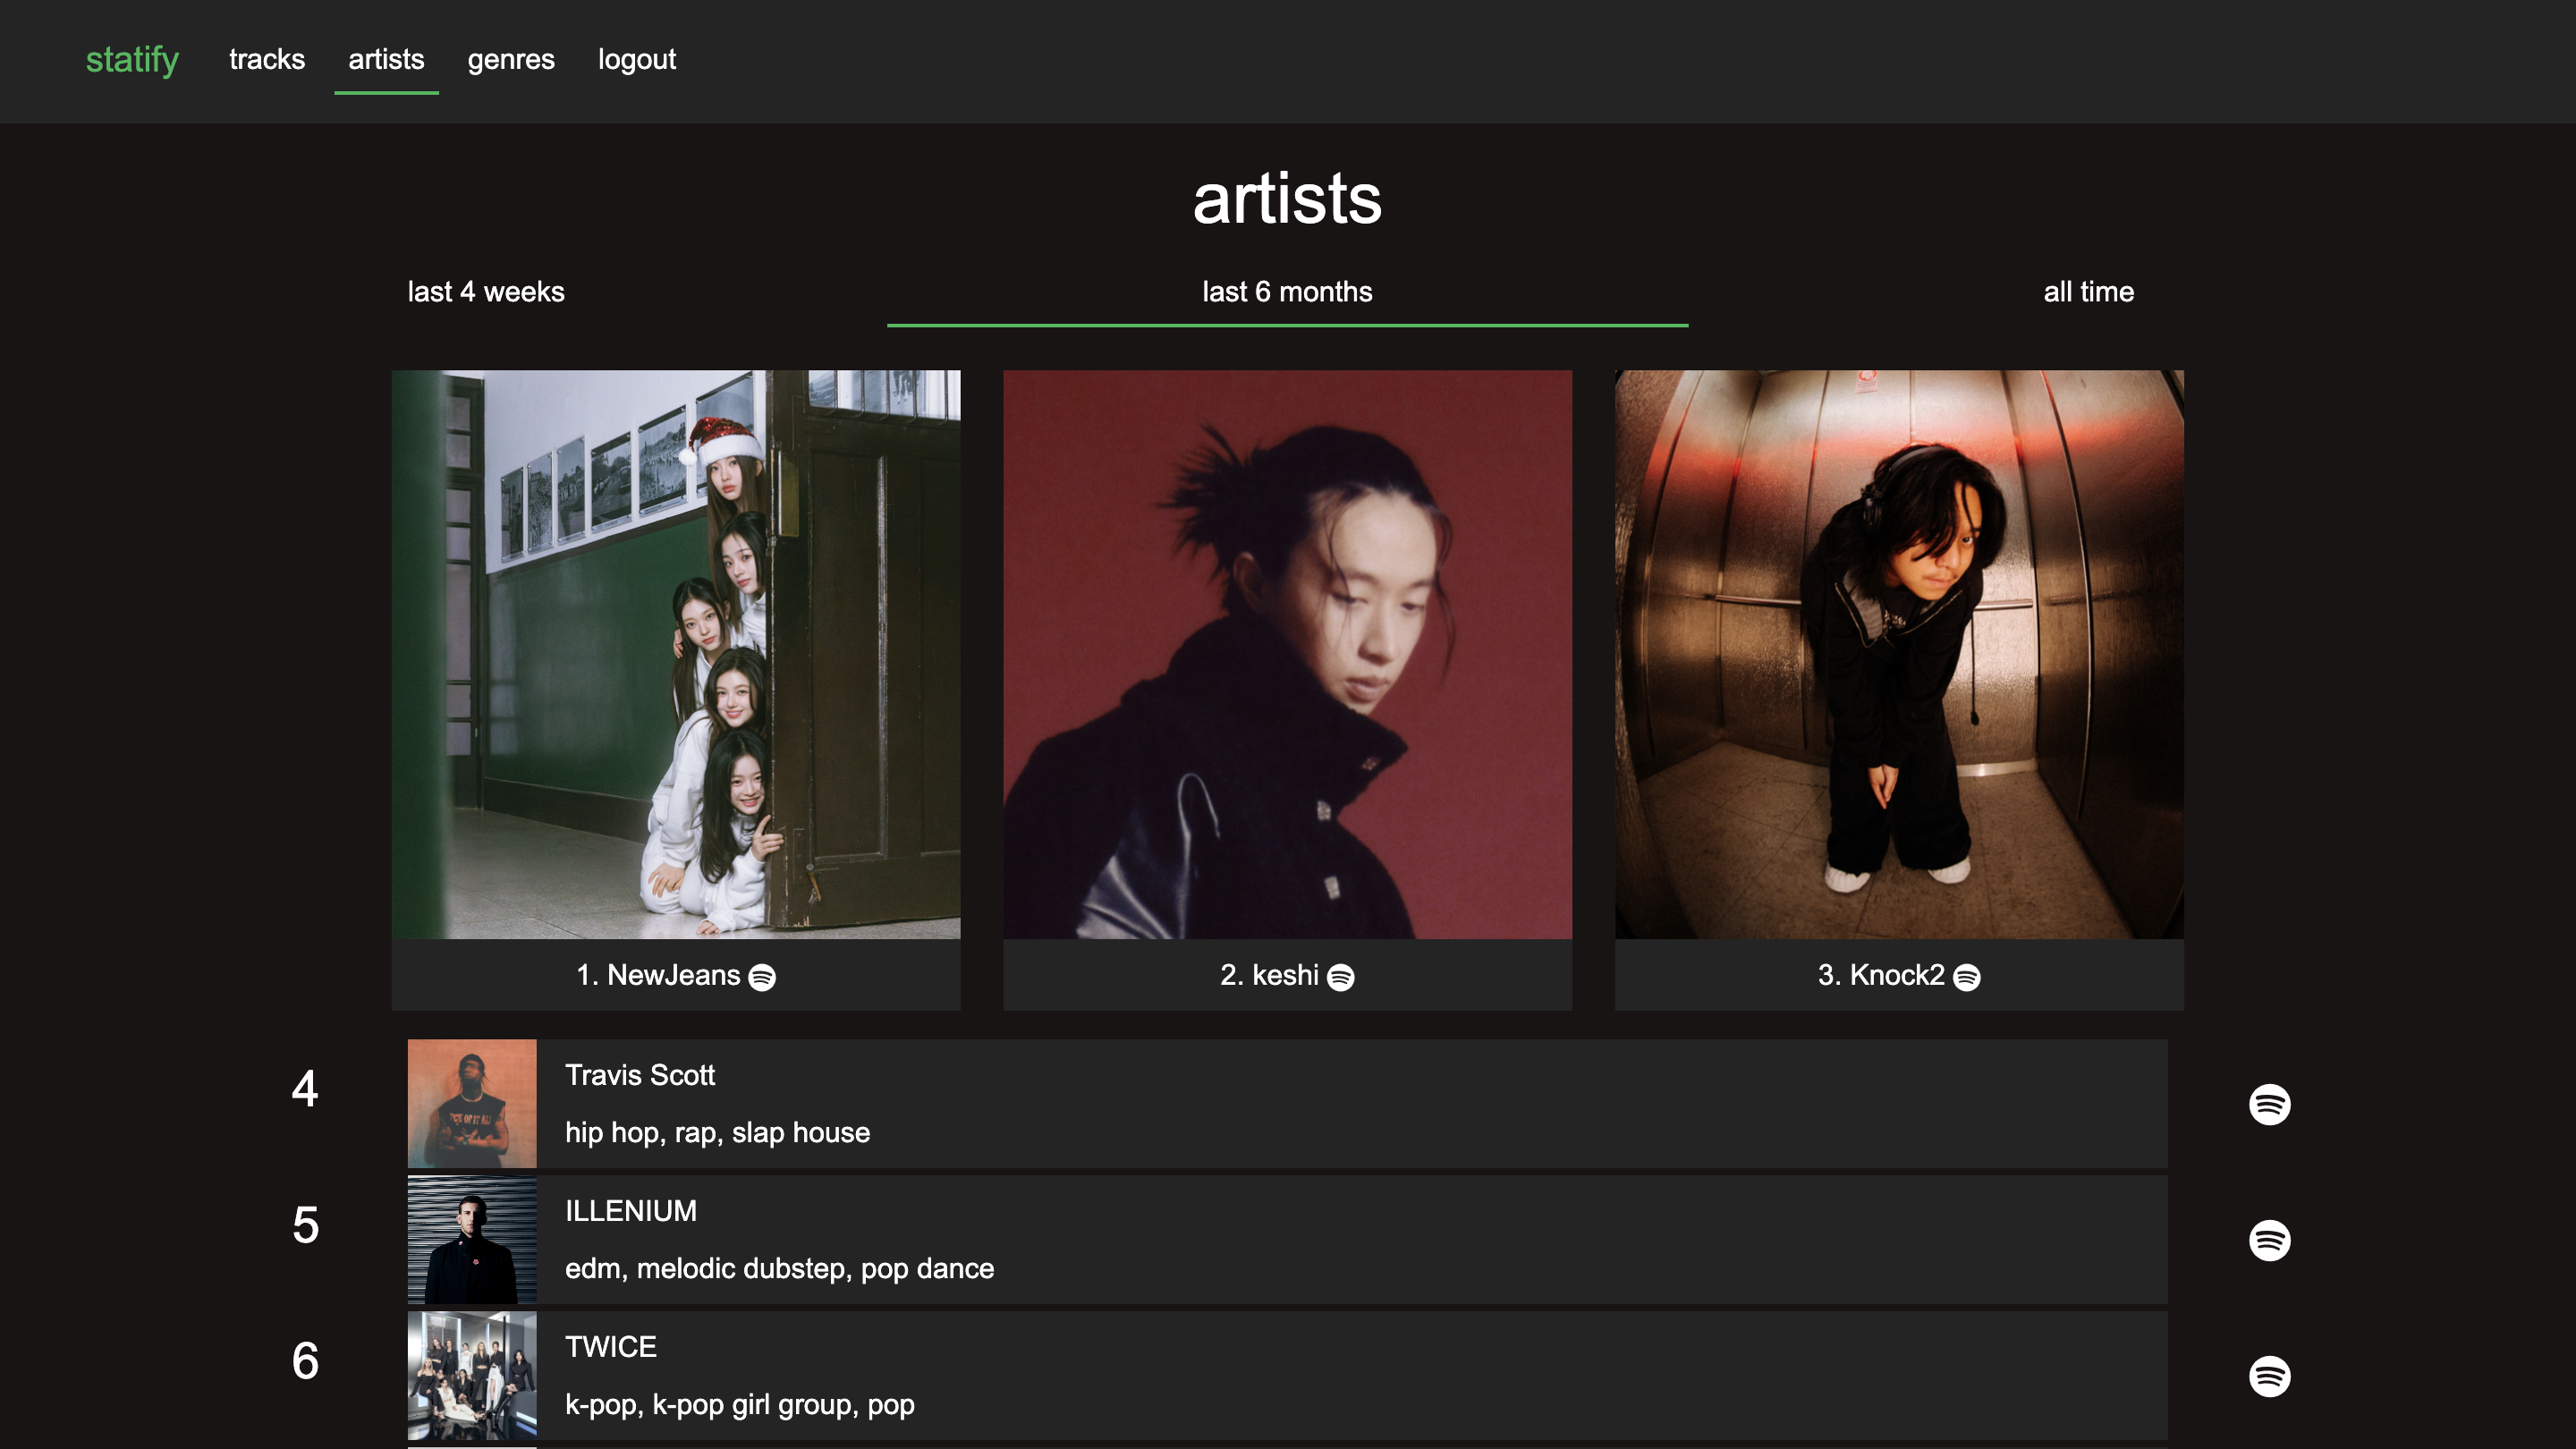 statify tracks artists genres logout
artists
last 4 weeks last 6 months all time
1. NewJeans 2. keshi 3. Knock2
4 Travis Scott
hip hop, rap, slap house
5 ILLENIUM
edm, melodic dubstep, pop dance
6 TWICE
k-pop, k-pop girl group, pop